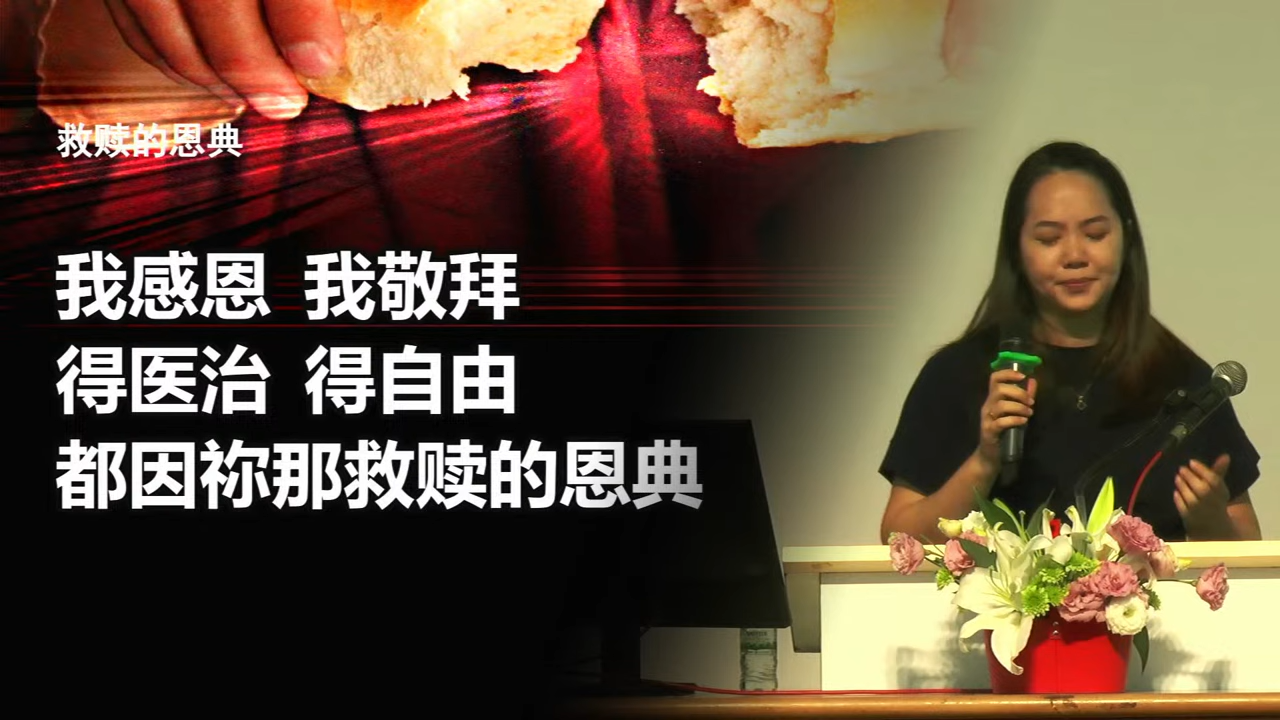 救赎的恩典
我感恩 我敬拜
得医治 得自由
都因祢那救赎的恩典